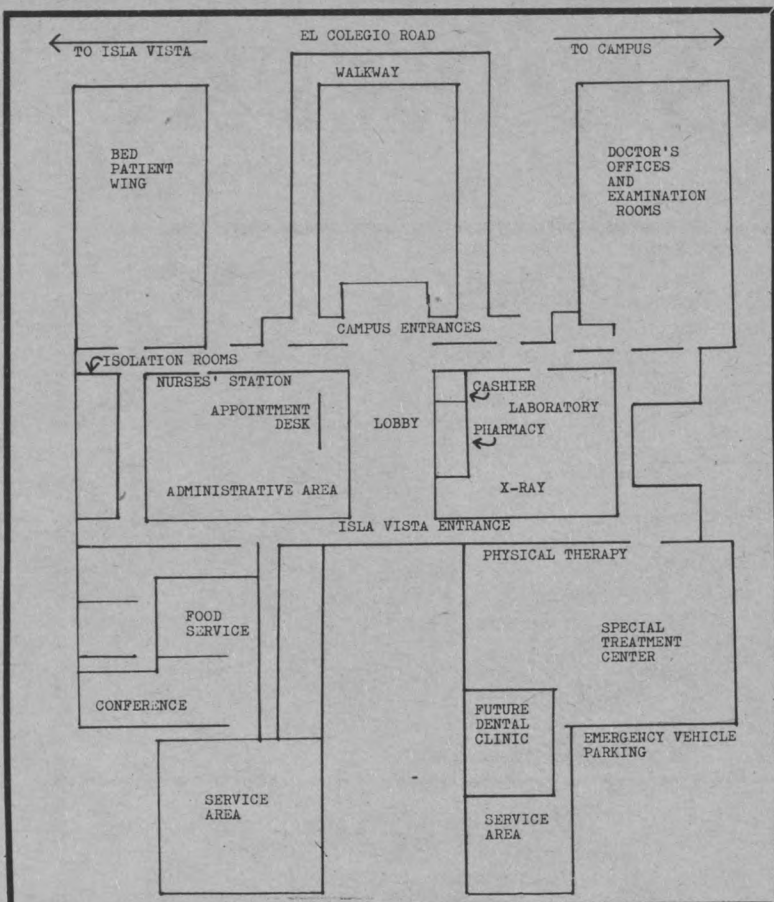 EL COLEGIO ROAD
TO ISLA VISTA
TO CAMPUS
WALKWAY
BED
PATIENT
WING
DOCTOR'S
OFFICES
AND
EXAMINATION
ROOMS
CAMPUS ENTRANCES
ISOLATION ROOMS
NURSES' STATION
APPOINTMENT
DESK
LOBBY
CASHIER
LABORATORY
PHARMACY
ADMINISTRATIVE AREA
X-RAY
ISLA VISTA ENTRANCE
PHYSICAL THERAPY
FOOD
SERVICE
SPECIAL
TREATMENT
CENTER
CONFERENCE
FUTURE
DENTAL
CLINIC
EMERGENCY VEHICLE
PARKING
SERVICE
AREA
SERVICE
AREA